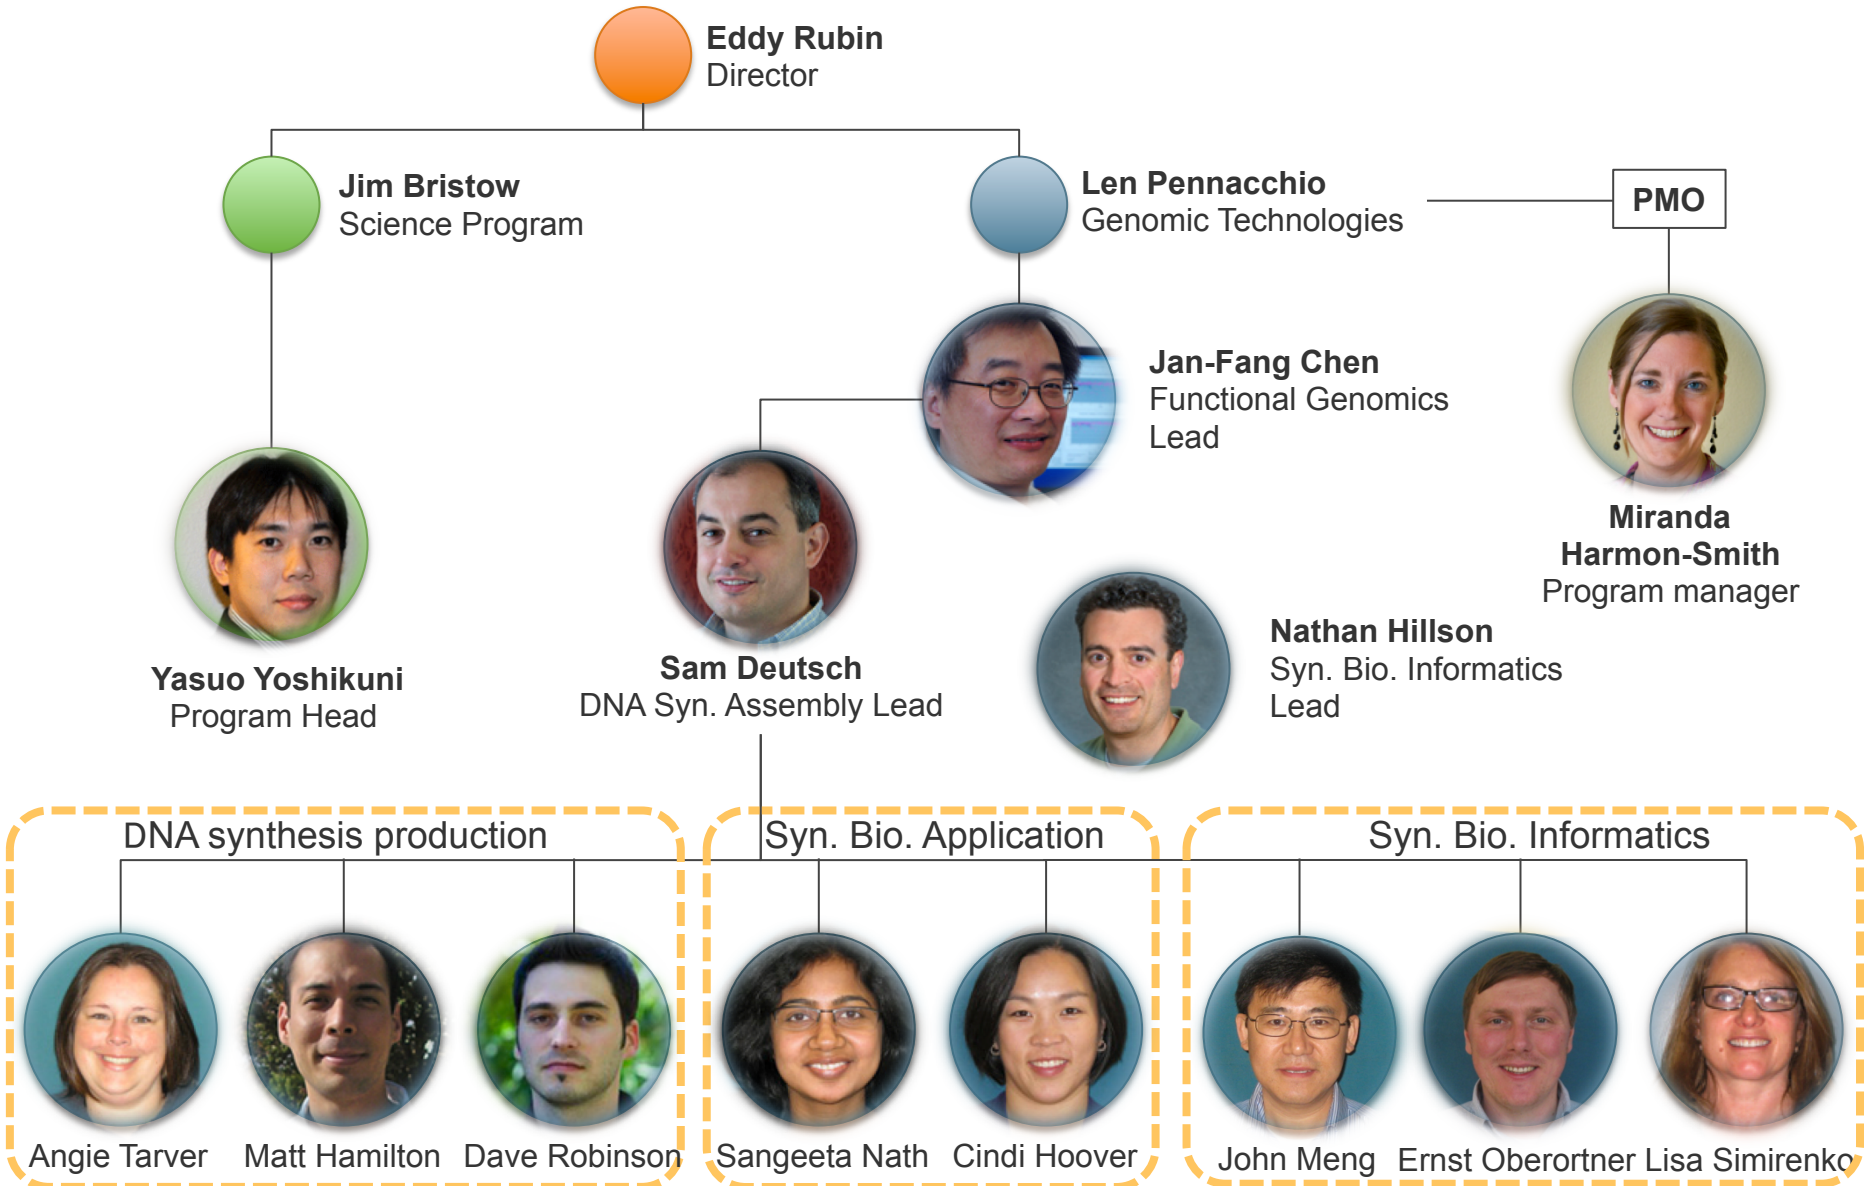 Eddy Rubin
Director
Jim Bristow
Science Program
Len Pennacchio
Genomic Technologies
PMO
Jan-Fang Chen
Functional Genomics
Lead
Miranda
Harmon-Smith
Program manager
Nathan Hillson
Syn. Bio. Informatics
Lead
Yasuo Yoshikuni
Program Head
Sam Deutsch
DNA Syn. Assembly Lead
DNA synthesis production
Syn. Bio. Application
Syn. Bio. Informatics
Angie Tarver
Matt Hamilton
Dave Robinson
Sangeeta Nath
Cindi Hoover
John Meng
Ernst Oberortner
Lisa Simirenko